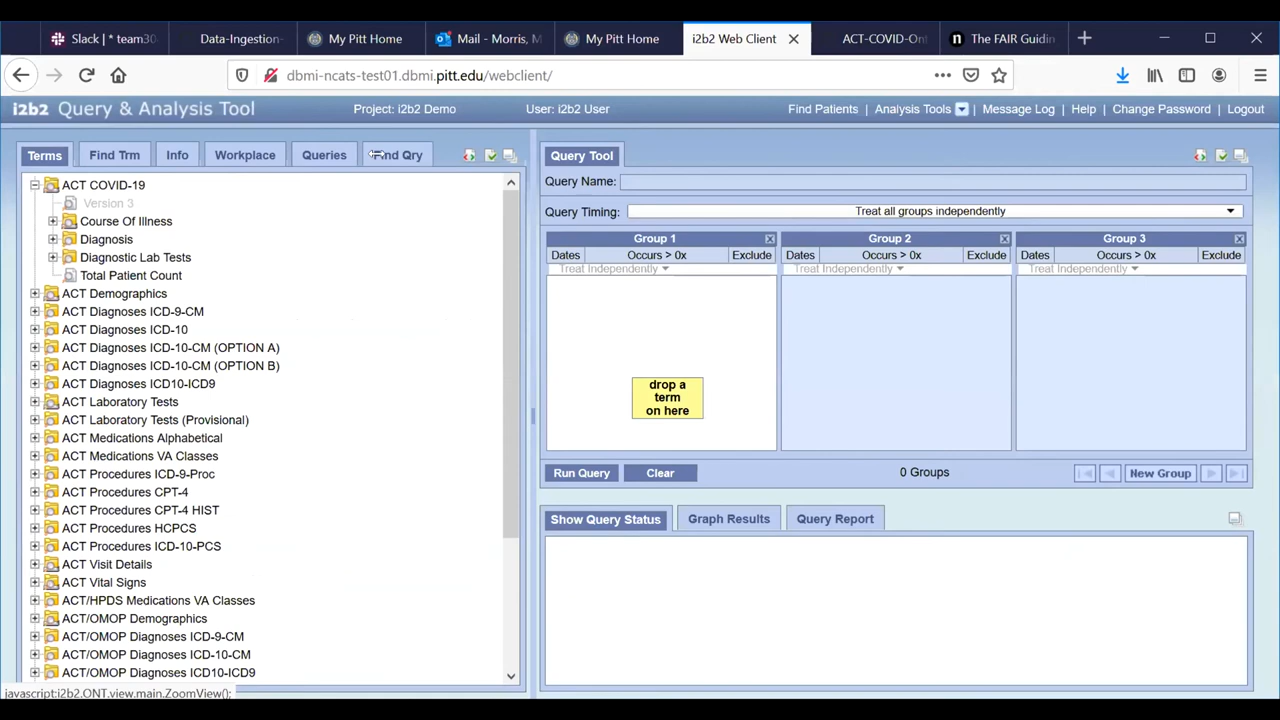 Slack | * team30
Data-Ingestion-
My Pitt Home
Mail - Morris, M
My Pitt Home
i2b2 Web Client
ACT-COVID-Ont
The FAIR Guidin
dbmi-ncats-test01.dbmi.pitt.edu/webclient/
i2b2 Query & Analysis Tool
Project: i2b2 Demo
User: i2b2 User
Find Patients
Analysis Tools
Message Log
Help
Change Password
Logout
Terms
Find Trm
Info
Workplace
Queries
nd Qry
ACT COVID-19
Version 3
Course Of Illness
Diagnosis
Diagnostic Lab Tests
Total Patient Count
ACT Demographics
ACT Diagnoses ICD-9-CM
ACT Diagnoses ICD-10
ACT Diagnoses ICD-10-CM (OPTION A)
ACT Diagnoses ICD-10-CM (OPTION B)
ACT Diagnoses ICD10-ICD9
ACT Laboratory Tests
ACT Laboratory Tests (Provisional)
ACT Medications Alphabetical
ACT Medications VA Classes
ACT Procedures ICD-9-Proc
ACT Procedures CPT-4
ACT Procedures CPT-4 HIST
ACT Procedures HCPCS
ACT Procedures ICD-10-PCS
ACT Visit Details
ACT Vital Signs
ACT/HPDS Medications VA Classes
ACT/OMOP Demographics
ACT/OMOP Diagnoses ICD-9-CM
ACT/OMOP Diagnoses ICD-10-CM
ACT/OMOP Diagnoses ICD10-ICD9
javascript:i2b2.ONT.view.main.ZoomView();
Query Tool
Query Name:
Query Timing: Treat all groups independently
Group 1
Dates Occurs > 0x Exclude
Treat Independently
drop a
term
on here
Group 2
Dates Occurs > 0x Exclude
Treat Independently
Group 3
Dates Occurs > 0x Exclude
Treat Independently
Run Query
Clear
0 Groups
New Group
Show Query Status
Graph Results
Query Report